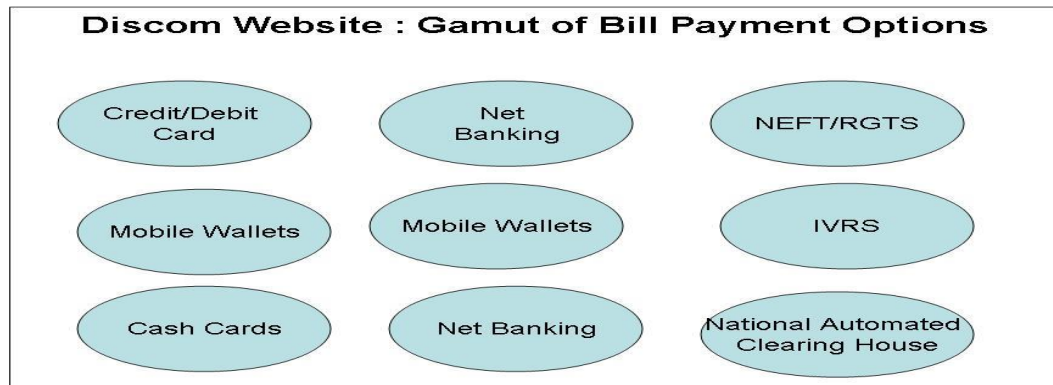 Discom Website : Gamut of Bill Payment Options
Credit/Debit
Card
Net
Banking
NEFT/RGTS
Mobile Wallets
Mobile Wallets
IVRS
Cash Cards
Net Banking
National Automated
Clearing House